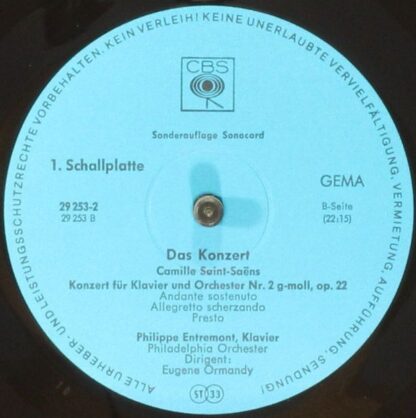 ALLE URHEBER- UND LEISTUNGSSCHUTZRECHTE VORBEHALTEN. KEIN VERLEIH! KEINE UNERLAUBTE VERVIELFÄLTIGUNG, VERMIETUNG, AUFFÜHRUNG, SENDUNG!
CBS
Sonderauflage Sonocord
1. Schallplatte
GEMA
29 253-2
29 253 B
B-Seite
(22:15)
Das Konzert
Camille Saint-Saëns
Konzert für Klavier und Orchester Nr. 2 g-moll, op. 22
Andante sostenuto
Allegretto scherzando
Presto
Philippe Entremont, Klavier
Philadelphia Orchester
Dirigent:
Eugene Ormandy
ST 33